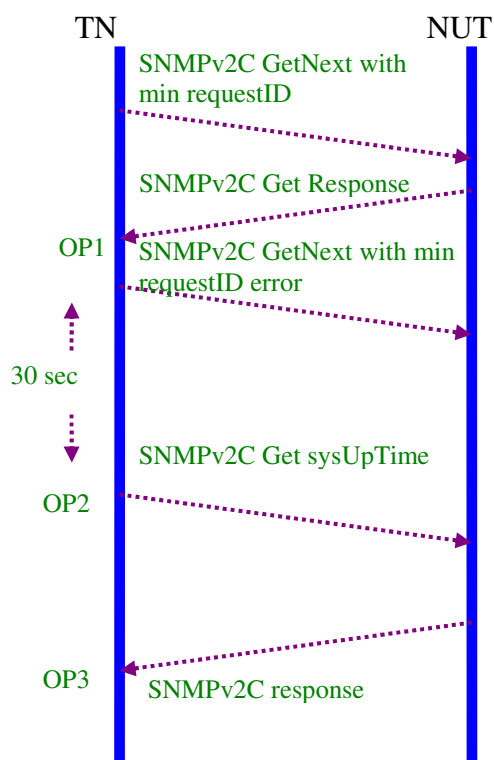 TN
NUT
SNMPv2C GetNext with
min requestID
SNMPv2C Get Response
OP1
SNMPv2C GetNext with min
requestID error
30 sec
SNMPv2C Get sysUpTime
OP2
OP3
SNMPv2C response